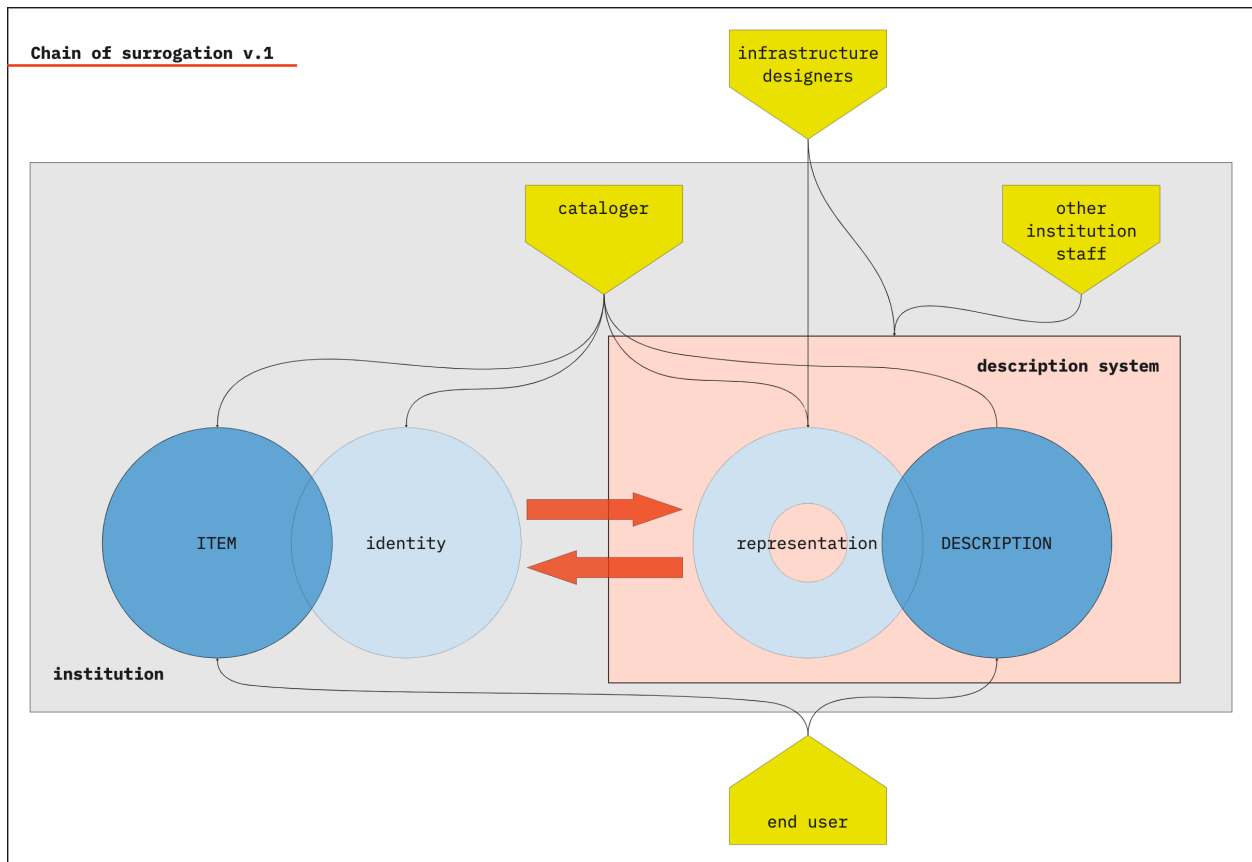 Chain of surrogation v.1
infrastructure
designers
cataloger
other
institution
staff
description system
ITEM
identity
representation
DESCRIPTION
institution
end user